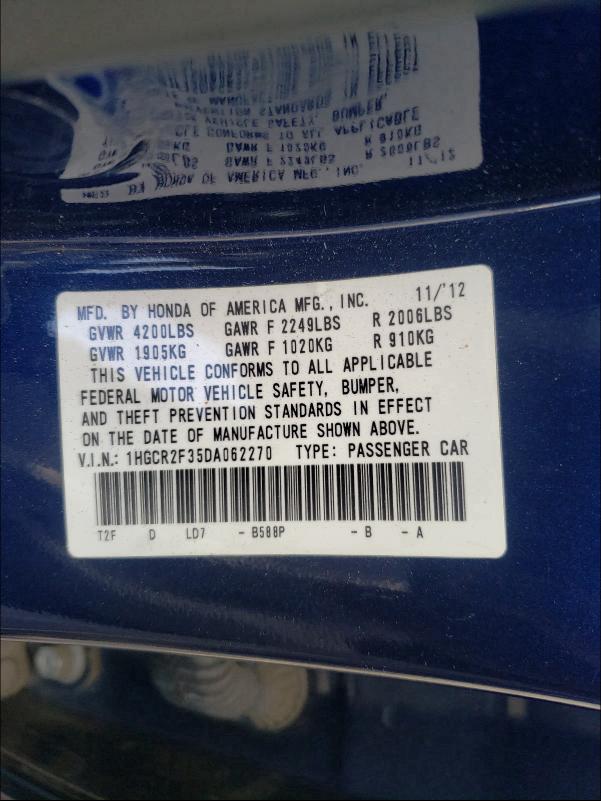 MFD. BY HONDA OF AMERICA MFG., INC. 11/'12
GVWR 4200LBS GAWR F 2249LBS R 2006LBS
GVWR 1905KG GAWR F 1020KG R 910KG
THIS VEHICLE CONFORMS TO ALL APPLICABLE
FEDERAL MOTOR VEHICLE SAFETY, BUMPER,
AND THEFT PREVENTION STANDARDS IN EFFECT
ON THE DATE OF MANUFACTURE SHOWN ABOVE.
V.I.N.: 1HGCR2F35DA062270 TYPE: PASSENGER CAR
T2F D LD7 - B588P - B - A